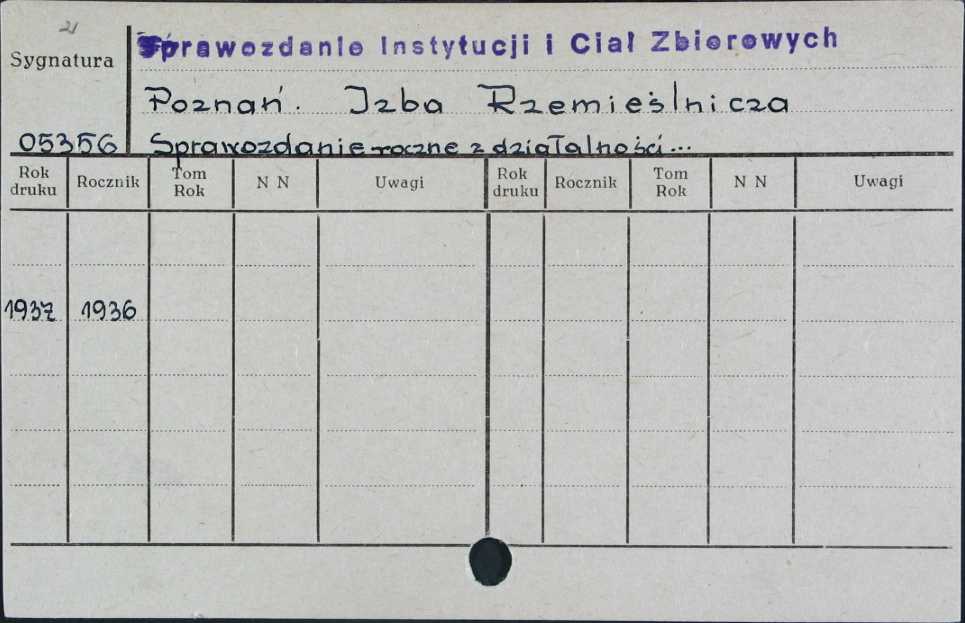 21
Sprawozdanie Instytucji i Ciał Zbiorowych
Sygnatura
Poznań. Izba Rzemieślnicza
05356 Sprawozdanie roczne z działalności...
Rok druku Rocznik Tom Rok N N Uwagi Rok druku Rocznik Tom Rok N N Uwagi
1937 1936